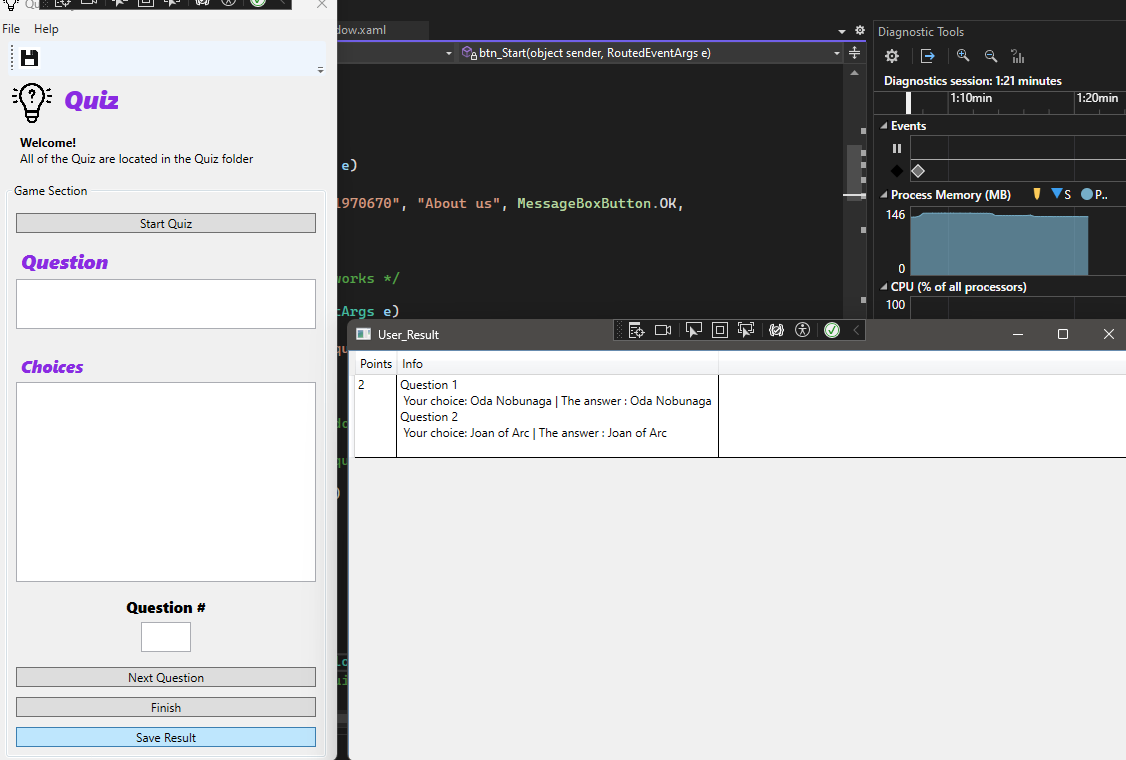 File Help
Quiz
Welcome!
All of the Quiz are located in the Quiz folder
Game Section
Start Quiz
Question
Choices
Question #
Next Question
Finish
Save Result
dow.xaml
btn_Start(object sender, RoutedEventArgs e)
e)
1970670", "About us", MessageBoxButton.OK,
works */
tArgs e)
User_Result
Points Info
2
Question 1
Your choice: Oda Nobunaga | The answer : Oda Nobunaga
Question 2
Your choice: Joan of Arc | The answer : Joan of Arc
Diagnostic Tools
Diagnostics session: 1:21 minutes
1:10min 1:20min
Events
Process Memory (MB) S P..
146
0
CPU (% of all processors)
100